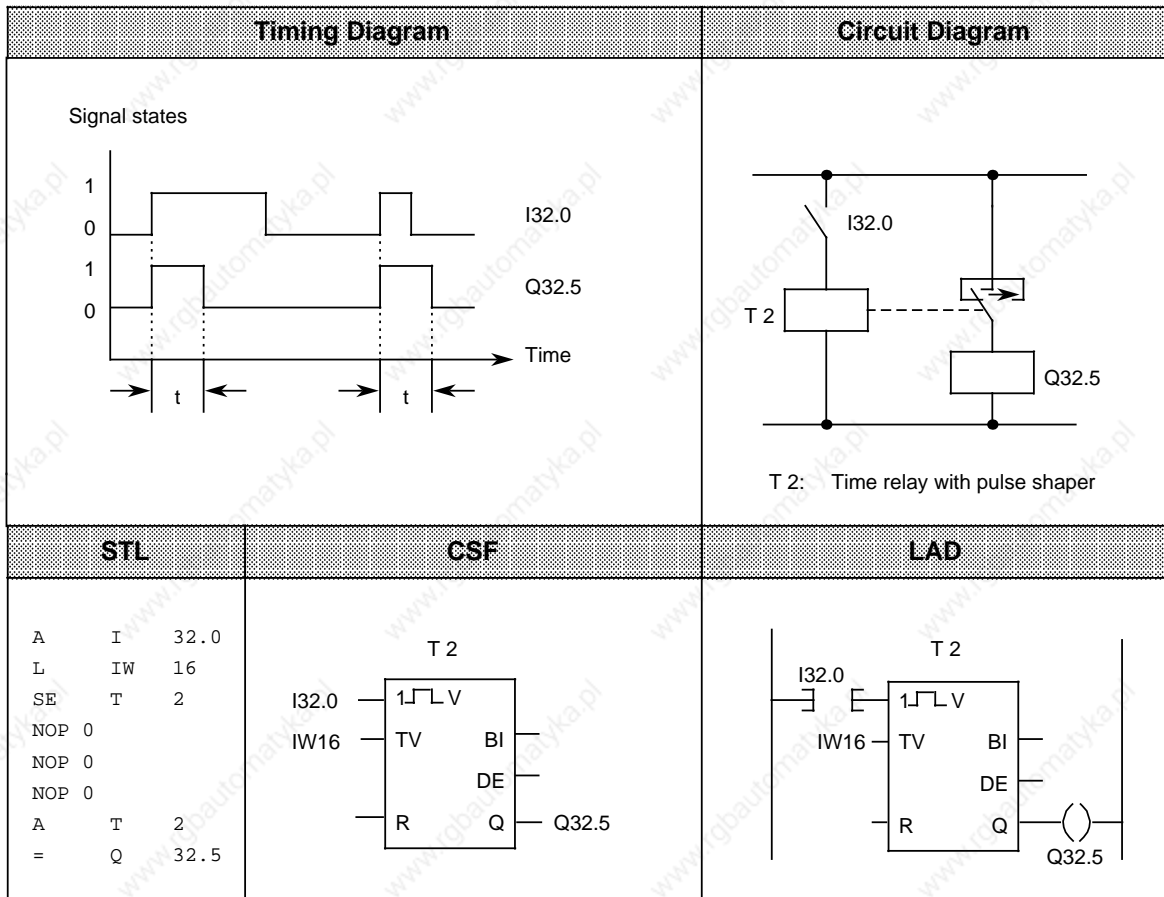 Timing Diagram
Circuit Diagram
Signal states
1
0
I32.0
1
0
Q32.5
Time
t
t
I32.0
T 2
Q32.5
T 2: Time relay with pulse shaper
STL
CSF
LAD
A I 32.0
L IW 16
SE T 2
NOP 0
NOP 0
NOP 0
A T 2
= Q 32.5
T 2
I32.0
1 V
IW16
TV
BI
DE
R
Q
Q32.5
T 2
I32.0
1 V
IW16
TV
BI
DE
R
Q
Q32.5
www.rgbautomatyka.pl